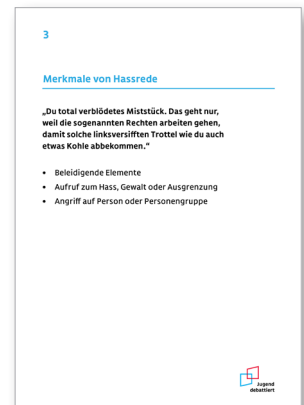 3
Merkmale von Hassrede
„Du total verblödetes Miststück. Das geht nur,
weil die sogenannten Rechten arbeiten gehen,
damit solche linksversifften Trottel wie du auch
etwas Kohle abbekommen.“
• Beleidigende Elemente
• Aufruf zum Hass, Gewalt oder Ausgrenzung
• Angriff auf Person oder Personengruppe
Jugend
debattiert